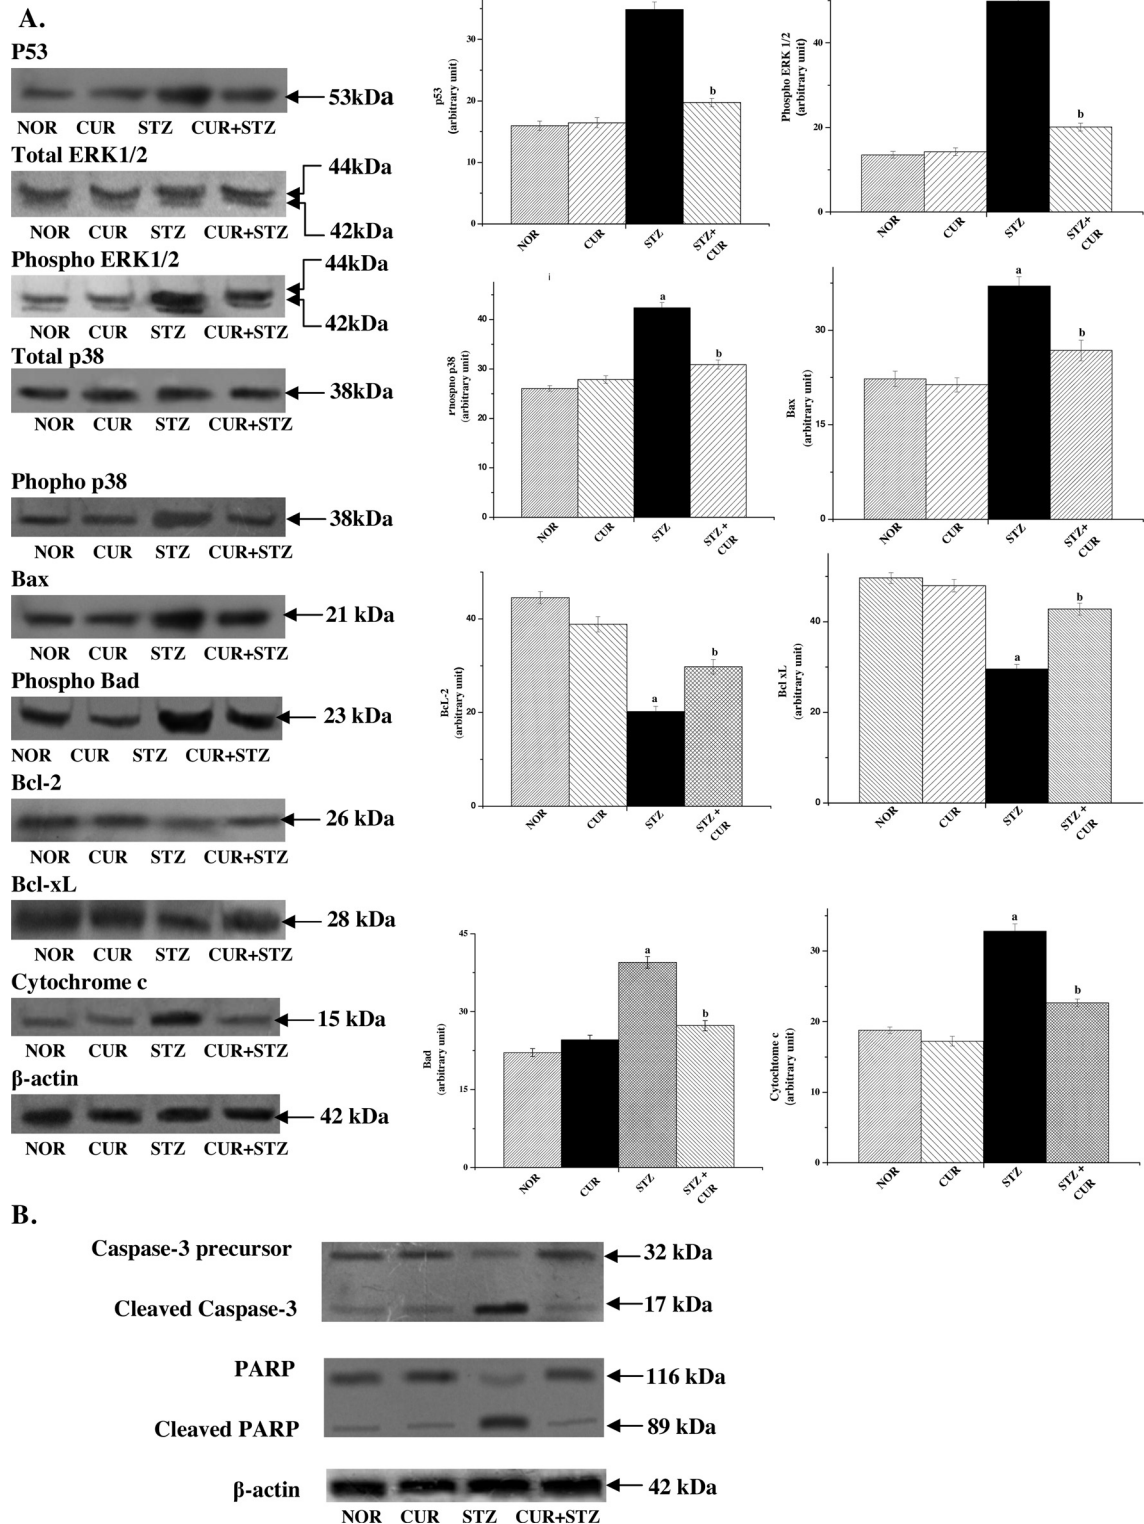 A.
P53
53kDa
NOR CUR STZ CUR+STZ
Total ERK1/2
44kDa
NOR CUR STZ CUR+STZ
42kDa
Phospho ERK1/2
44kDa
42kDa
NOR CUR STZ CUR+STZ
Total p38
38kDa
NOR CUR STZ CUR+STZ
Phopho p38
38kDa
NOR CUR STZ CUR+STZ
Bax
21 kDa
NOR CUR STZ CUR+STZ
Phospho Bad
23 kDa
NOR CUR STZ CUR+STZ
Bcl-2
26 kDa
NOR CUR STZ CUR+STZ
Bcl-xL
28 kDa
NOR CUR STZ CUR+STZ
Cytochrome c
15 kDa
NOR CUR STZ CUR+STZ
β-actin
42 kDa
NOR CUR STZ CUR+STZ
p53
(arbitrary unit)
30
20
10
0
b
NOR CUR STZ STZ+
CUR
Phospho ERK 1/2
(arbitrary unit)
40
20
0
b
NOR CUR STZ STZ+
CUR
i
Phospho p38
(arbitrary unit)
40
30
20
10
0
a
b
NOR CUR STZ STZ+
CUR
Bax
(arbitrary unit)
30
15
0
a
b
NOR CUR STZ STZ+
CUR
BcL-2
(arbitrary unit)
40
20
0
a
b
NOR CUR STZ STZ+
CUR
Bcl xL
(arbitrary unit)
40
20
0
a
b
NOR CUR STZ STZ+
CUR
Bad
(arbitrary unit)
45
30
15
0
a
b
NOR CUR STZ STZ+
CUR
Cytochtome c
(arbitrary unit)
30
20
10
0
a
b
NOR CUR STZ STZ+
CUR
B.
Caspase-3 precursor
32 kDa
Cleaved Caspase-3
17 kDa
PARP
116 kDa
Cleaved PARP
89 kDa
β-actin
42 kDa
NOR CUR STZ CUR+STZ